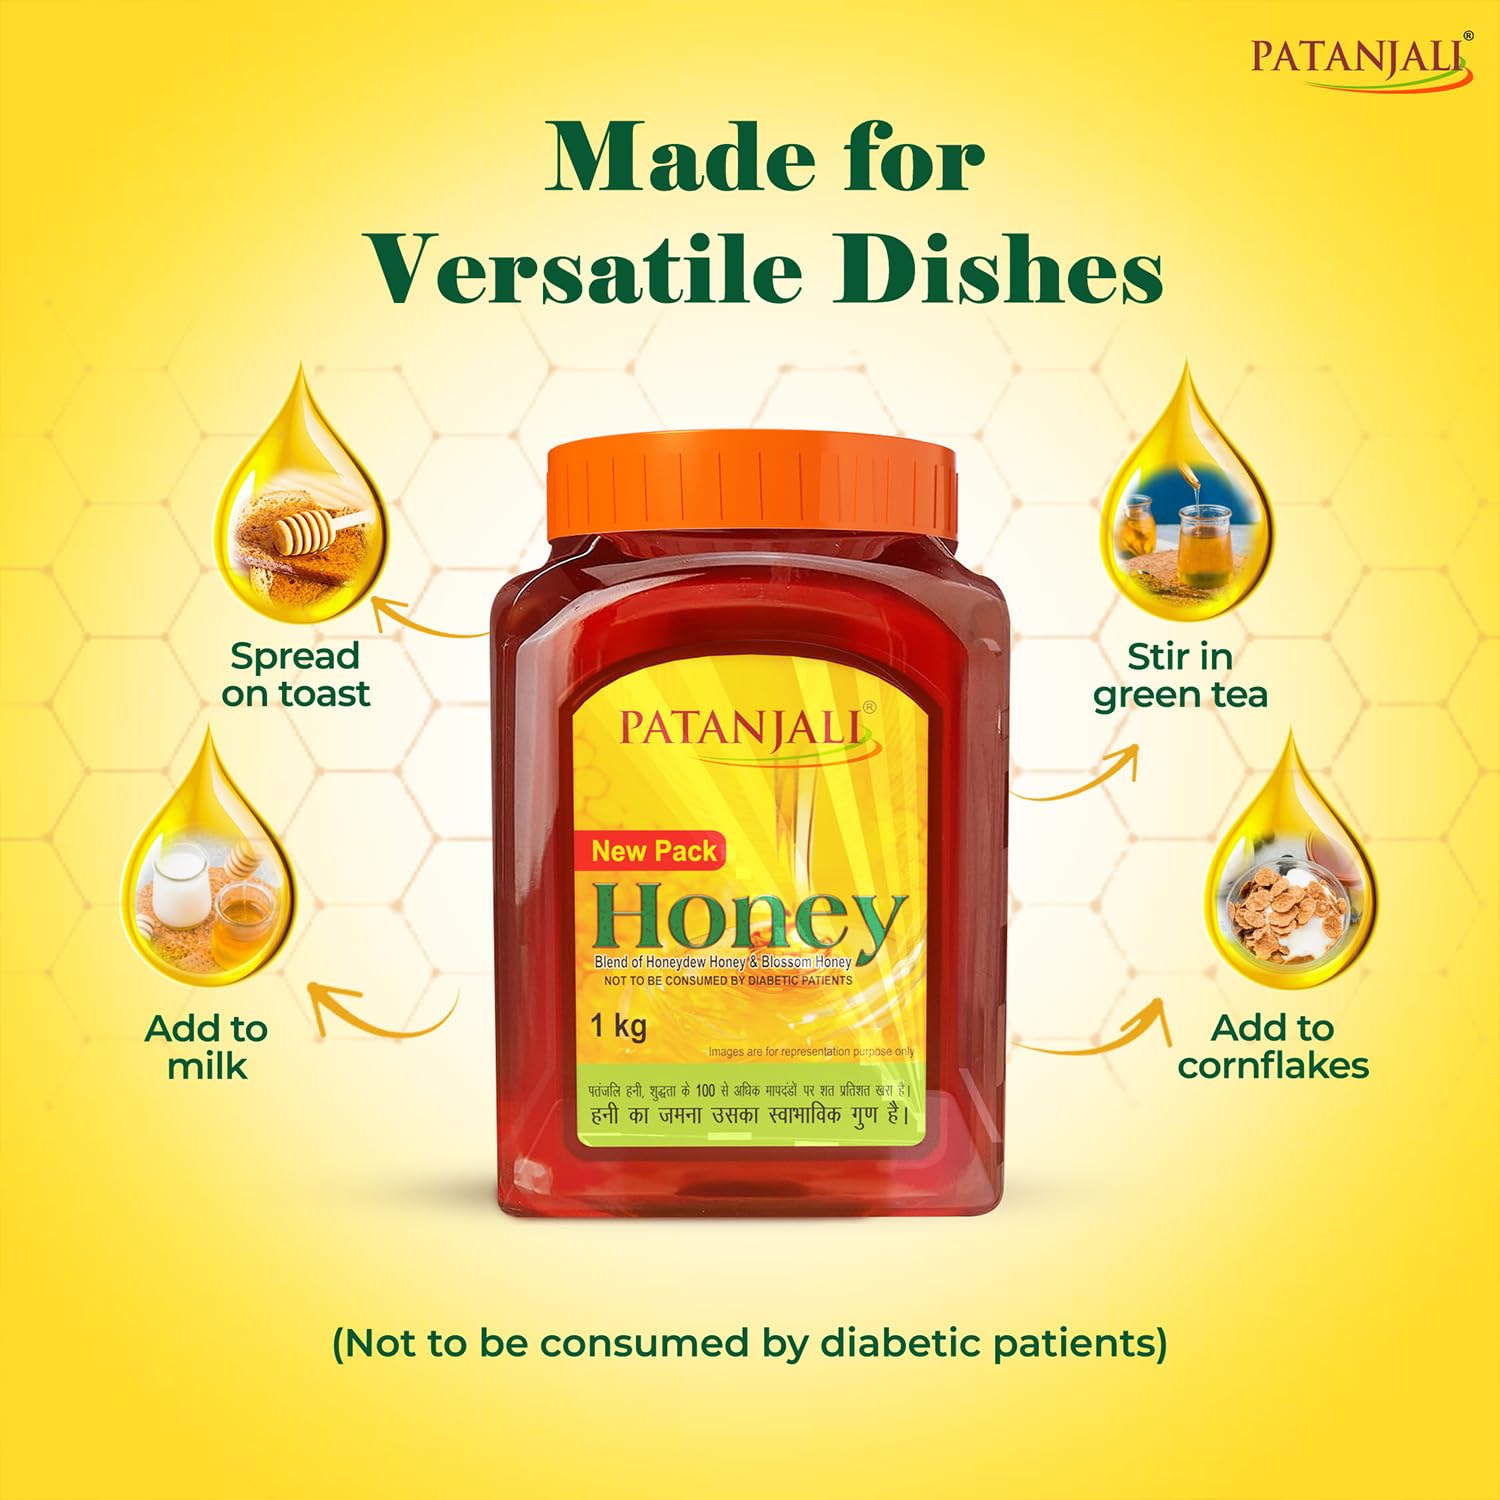 PATANJALI®
Made for
Versatile Dishes
Spread
on toast
Stir in
green tea
Add to
milk
Add to
cornflakes
PATANJALI®
New Pack
Honey
Blend of Honeydew Honey & Blossom Honey
NOT TO BE CONSUMED BY DIABETIC PATIENTS
1 kg
Images are for representation purpose only
पतंजलि हनी, शुद्धता के 100 से अधिक मापदंडों पर शत प्रतिशत खरा है।
हनी का जमना उसका स्वाभाविक गुण है।
(Not to be consumed by diabetic patients)